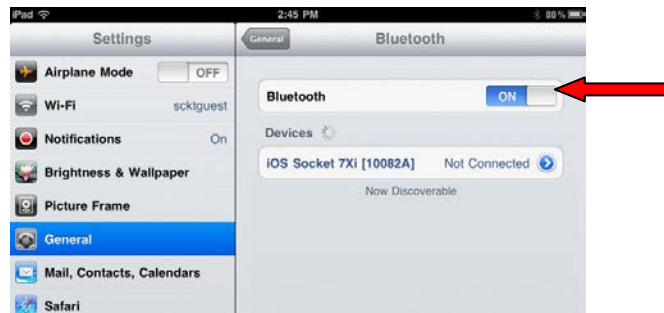 iPad 2:45 PM 88%
Settings General Bluetooth
Airplane Mode OFF
Wi-Fi scktguest
Notifications On
Brightness & Wallpaper
Picture Frame
General
Mail, Contacts, Calendars
Safari
Bluetooth ON
Devices
iOS Socket 7Xi [10082A] Not Connected
Now Discoverable